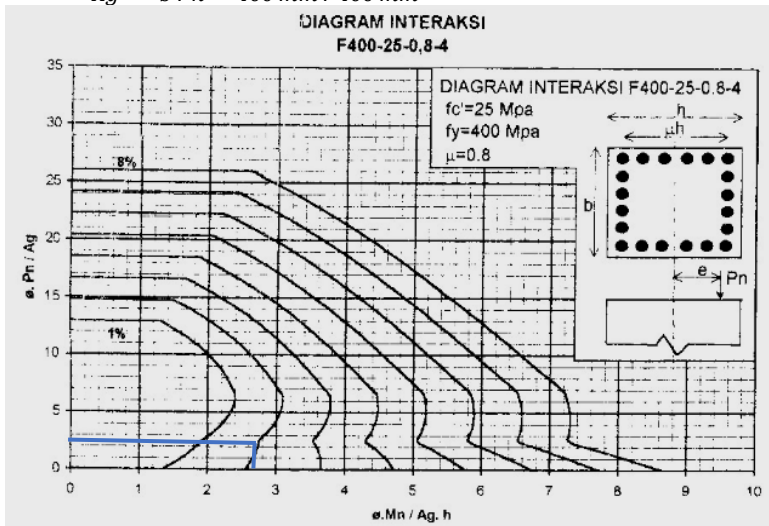 DIAGRAM INTERAKSI
F400-25-0,8-4
DIAGRAM INTERAKSI F400-25-0.8-4
fc'=25 Mpa
fy=400 Mpa
μ=0.8
h
μh
b
e
Pn
35
30
25
20
15
10
5
0
8%
1%
ø. Pn / Ag
0 1 2 3 4 5 6 7 8 9 10
ø.Mn / Ag. h